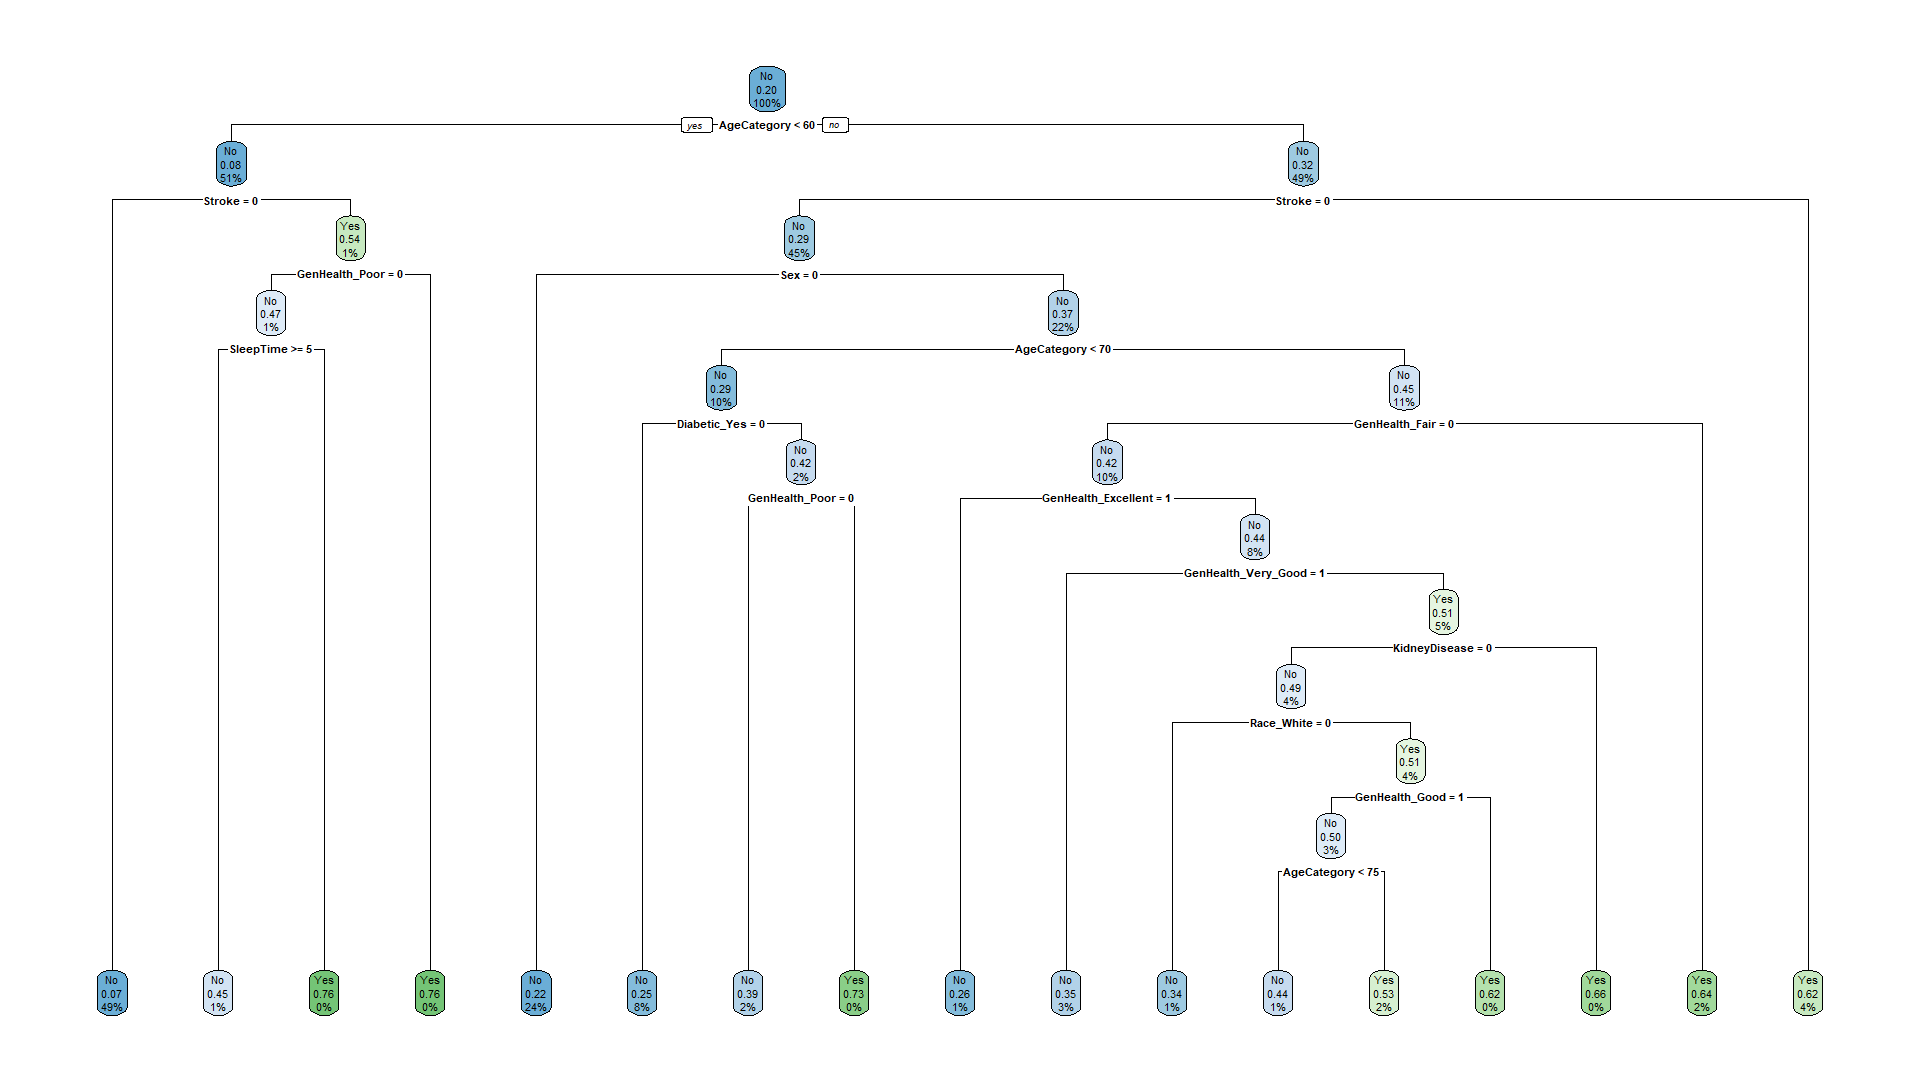 No
0.20
100%
yes AgeCategory < 60 no
No
0.08
51%
No
0.32
49%
Stroke = 0
Stroke = 0
Yes
0.54
1%
No
0.29
45%
GenHealth_Poor = 0
Sex = 0
No
0.47
1%
No
0.37
22%
SleepTime >= 5
AgeCategory < 70
No
0.29
10%
No
0.45
11%
Diabetic_Yes = 0
GenHealth_Fair = 0
No
0.42
2%
No
0.42
10%
GenHealth_Poor = 0
GenHealth_Excellent = 1
No
0.44
8%
GenHealth_Very_Good = 1
Yes
0.51
5%
KidneyDisease = 0
No
0.49
4%
Race_White = 0
Yes
0.51
4%
GenHealth_Good = 1
No
0.50
3%
AgeCategory < 75
No
0.07
49%
No
0.45
1%
Yes
0.76
0%
Yes
0.76
0%
No
0.22
24%
No
0.25
8%
No
0.39
2%
Yes
0.73
0%
No
0.26
1%
No
0.35
3%
No
0.34
1%
No
0.44
1%
Yes
0.53
2%
Yes
0.62
0%
Yes
0.66
0%
Yes
0.64
2%
Yes
0.62
4%